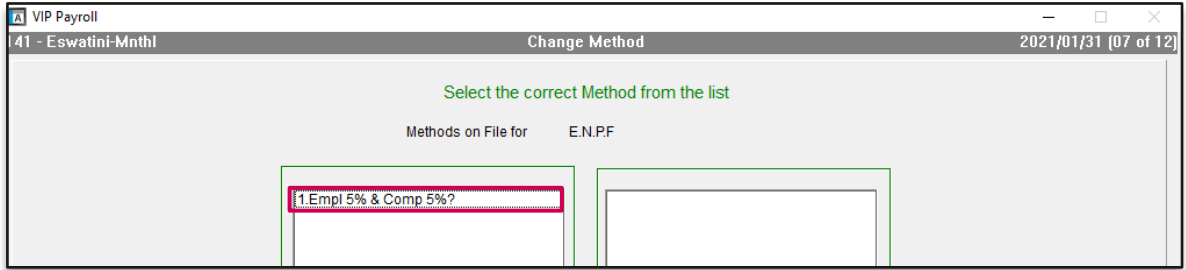 A VIP Payroll
41 - Eswatini-Mnthl Change Method 2021/01/31 (07 of 12)
Select the correct Method from the list
Methods on File for E.N.P.F
1.Empl 5% & Comp 5%?